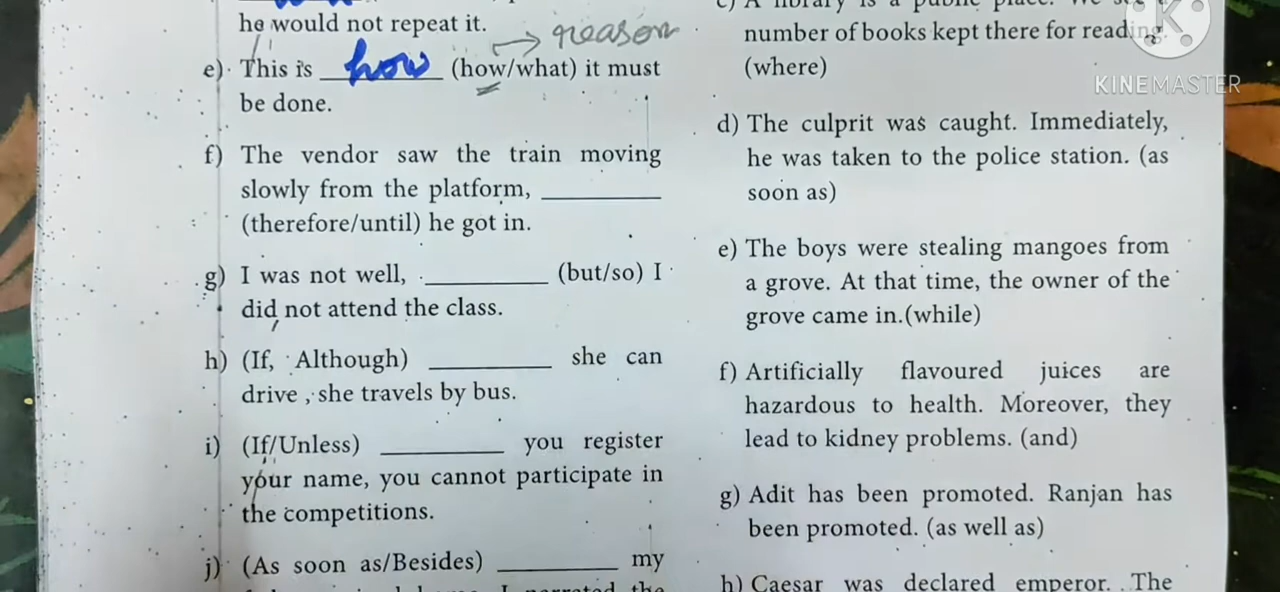 he would not repeat it.
reason
e) This is how (how/what) it must
be done.
f) The vendor saw the train moving
slowly from the platform, ________
(therefore/until) he got in.
g) I was not well, ________ (but/so) I
did not attend the class.
h) (If, Although) ________ she can
drive , she travels by bus.
i) (If/Unless) ________ you register
your name, you cannot participate in
the competitions.
j) (As soon as/Besides) ________ my
c) A library is a public place. We see a
number of books kept there for reading.
(where)
d) The culprit was caught. Immediately,
he was taken to the police station. (as
soon as)
e) The boys were stealing mangoes from
a grove. At that time, the owner of the
grove came in.(while)
f) Artificially flavoured juices are
hazardous to health. Moreover, they
lead to kidney problems. (and)
g) Adit has been promoted. Ranjan has
been promoted. (as well as)
h) Caesar was declared emperor. The
K
KINEMASTER